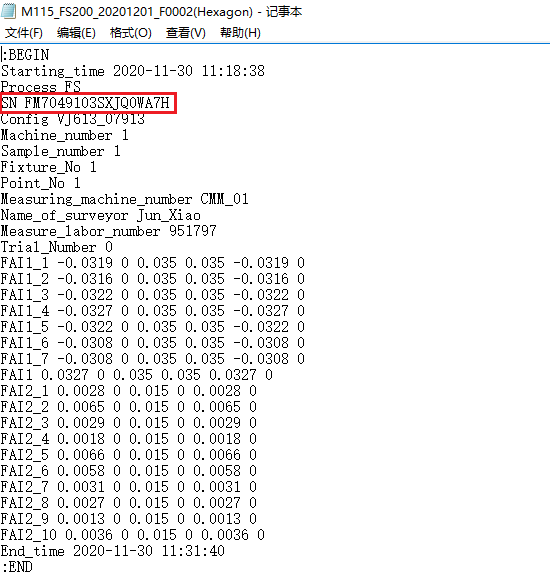 M115_FS200_20201201_F0002(Hexagon) - 记事本
文件(F) 编辑(E) 格式(O) 查看(V) 帮助(H)
:BEGIN
Starting_time 2020-11-30 11:18:38
Process FS
SN FM7049103SXJQ0WA7H
Config VJ613_07913
Machine_number 1
Sample_number 1
Fixture_No 1
Point_No 1
Measuring_machine_number CMM_01
Name_of_surveyor Jun_Xiao
Measure_labor_number 951797
Trial_Number 0
FAI1_1 -0.0319 0 0.035 0.035 -0.0319 0
FAI1_2 -0.0316 0 0.035 0.035 -0.0316 0
FAI1_3 -0.0322 0 0.035 0.035 -0.0322 0
FAI1_4 -0.0327 0 0.035 0.035 -0.0327 0
FAI1_5 -0.0322 0 0.035 0.035 -0.0322 0
FAI1_6 -0.0308 0 0.035 0.035 -0.0308 0
FAI1_7 -0.0308 0 0.035 0.035 -0.0308 0
FAI1 0.0327 0 0.035 0.035 0.0327 0
FAI2_1 0.0028 0 0.015 0 0.0028 0
FAI2_2 0.0065 0 0.015 0 0.0065 0
FAI2_3 0.0029 0 0.015 0 0.0029 0
FAI2_4 0.0018 0 0.015 0 0.0018 0
FAI2_5 0.0066 0 0.015 0 0.0066 0
FAI2_6 0.0058 0 0.015 0 0.0058 0
FAI2_7 0.0031 0 0.015 0 0.0031 0
FAI2_8 0.0027 0 0.015 0 0.0027 0
FAI2_9 0.0013 0 0.015 0 0.0013 0
FAI2_10 0.0036 0 0.015 0 0.0036 0
End_time 2020-11-30 11:31:40
:END